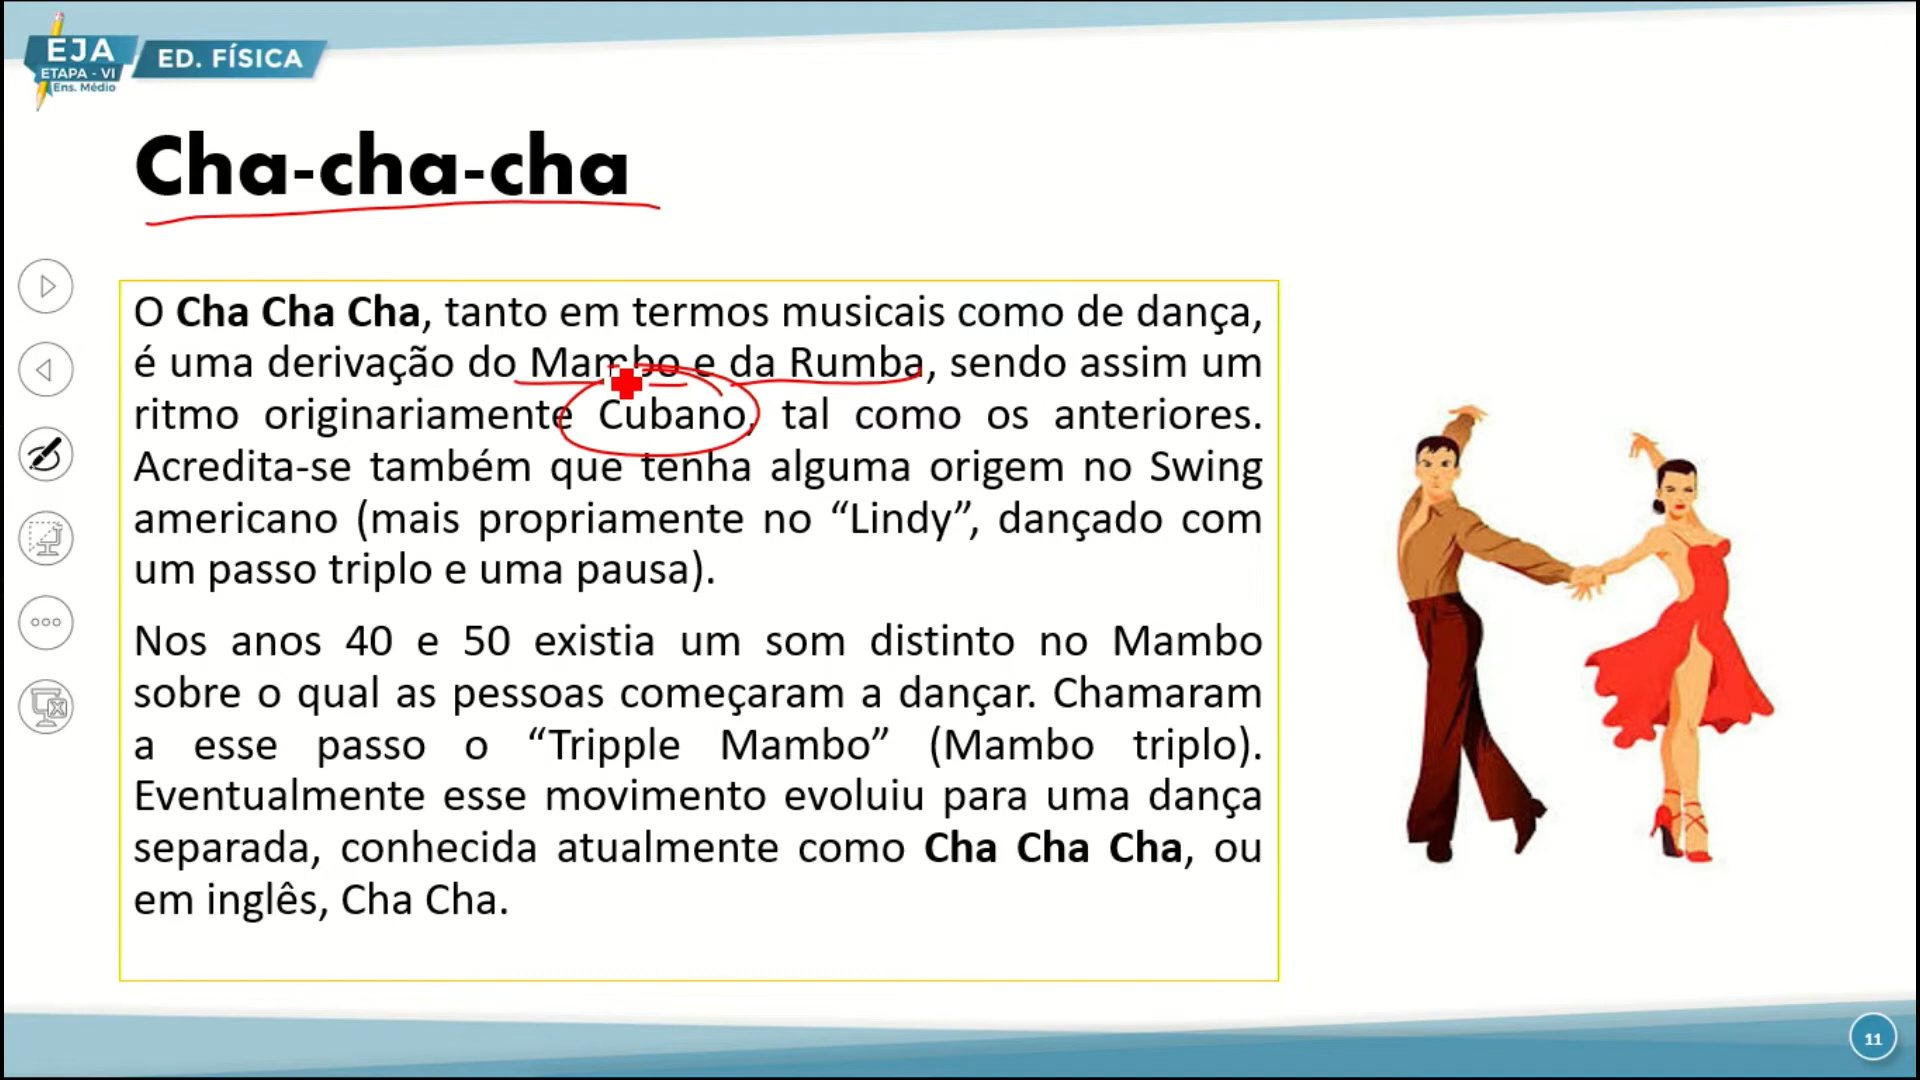 EJA
ETAPA - VI
Ens. Médio
ED. FÍSICA
Cha-cha-cha
O Cha Cha Cha, tanto em termos musicais como de dança,
é uma derivação do Mambo e da Rumba, sendo assim um
ritmo originariamente Cubano, tal como os anteriores.
Acredita-se também que tenha alguma origem no Swing
americano (mais propriamente no “Lindy”, dançado com
um passo triplo e uma pausa).
Nos anos 40 e 50 existia um som distinto no Mambo
sobre o qual as pessoas começaram a dançar. Chamaram
a esse passo o “Tripple Mambo” (Mambo triplo).
Eventualmente esse movimento evoluiu para uma dança
separada, conhecida atualmente como Cha Cha Cha, ou
em inglês, Cha Cha.
11